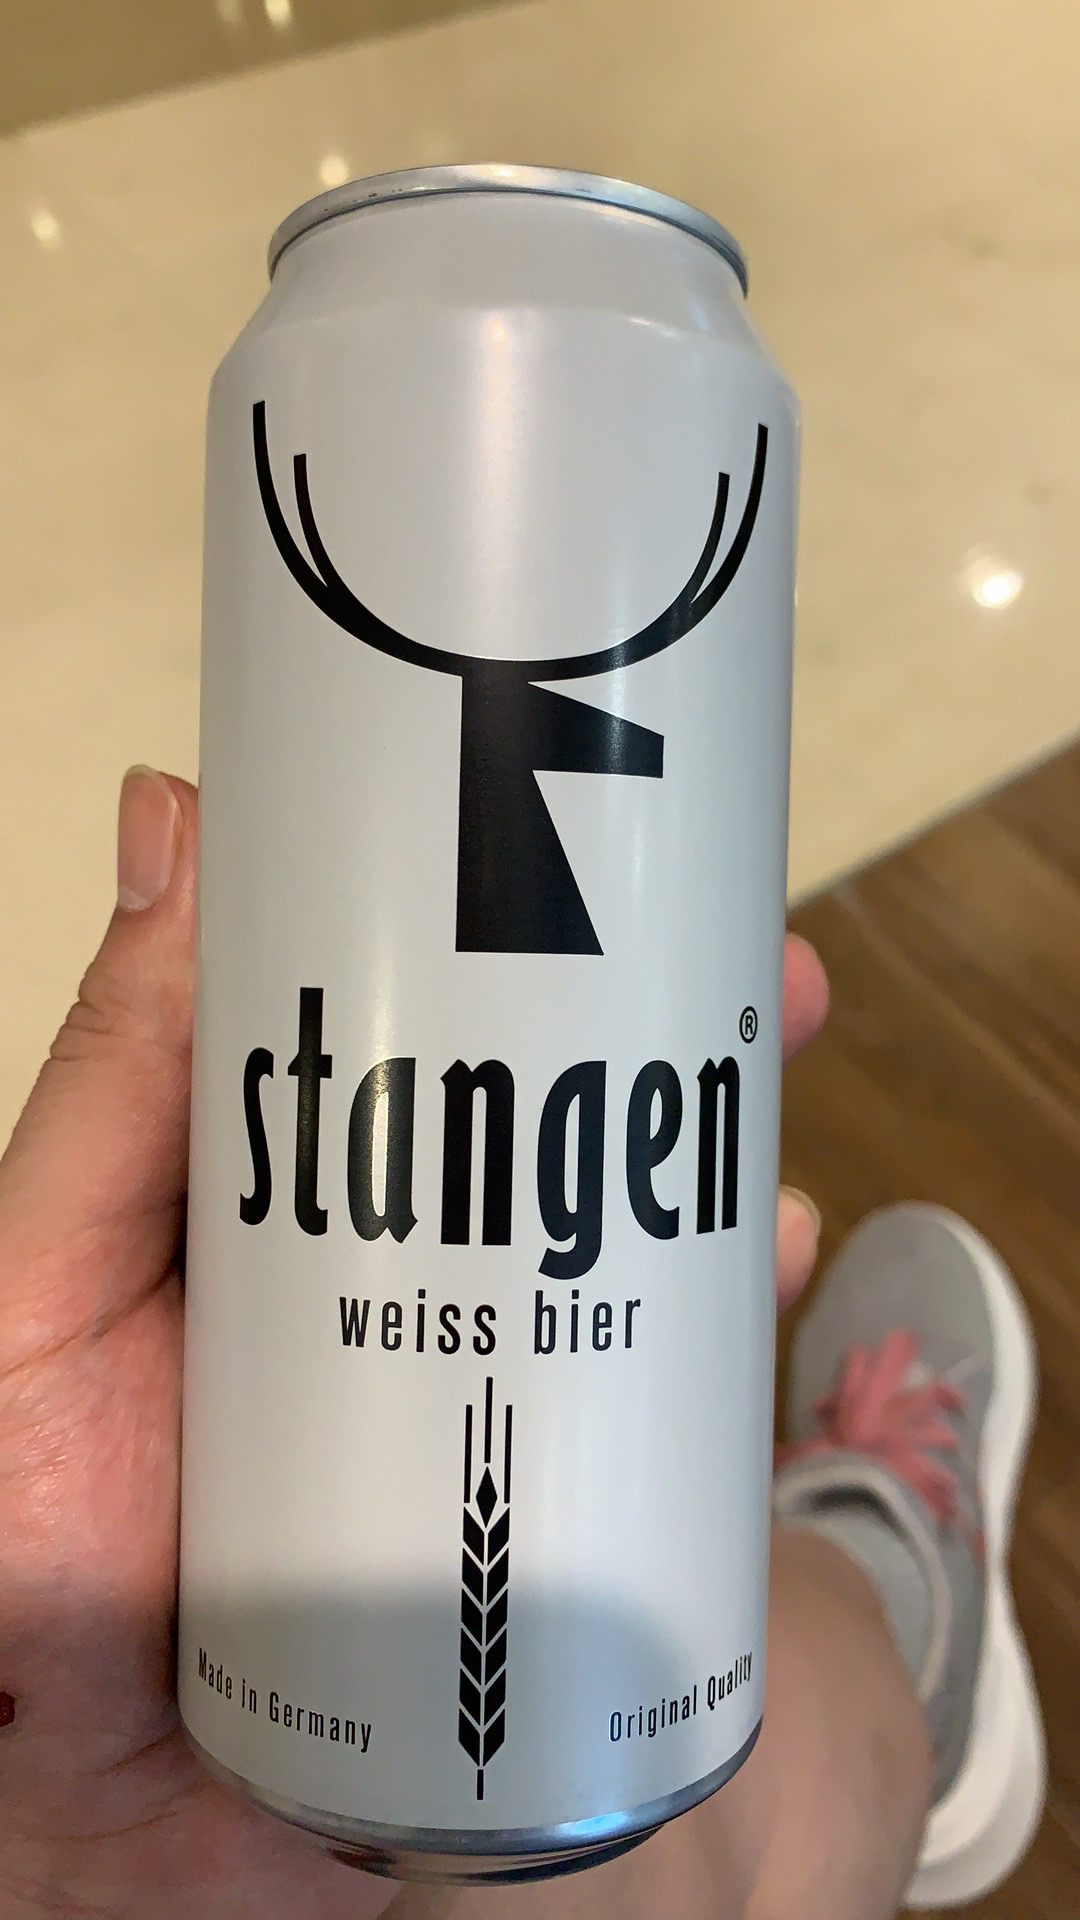 stangen®
weiss bier
Made in Germany
Original Quality